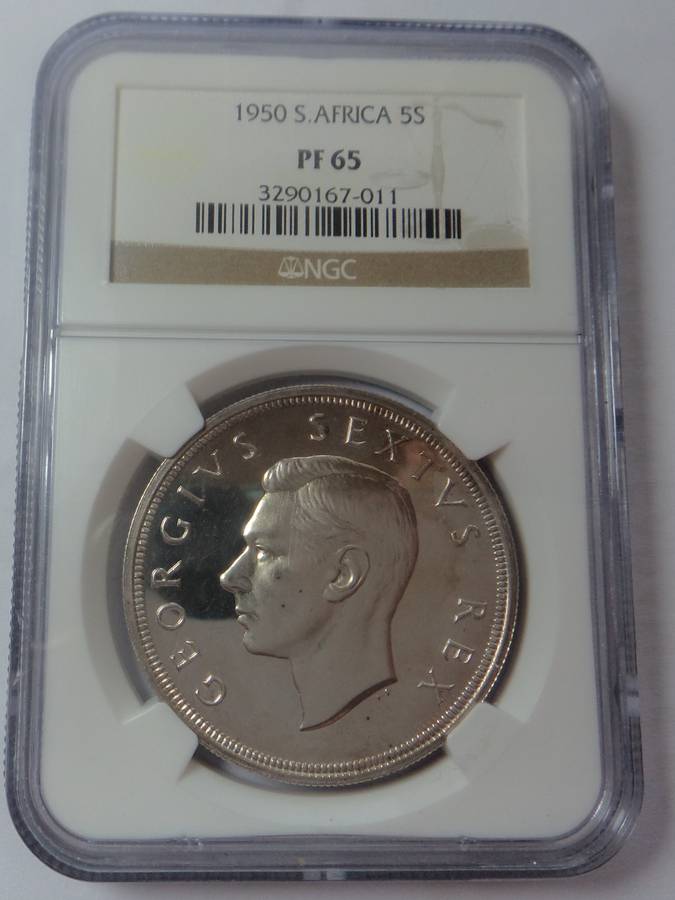 1950 S.AFRICA 5S
PF 65
3290167-011
NGC
GEORGIVS SEXTVS REX